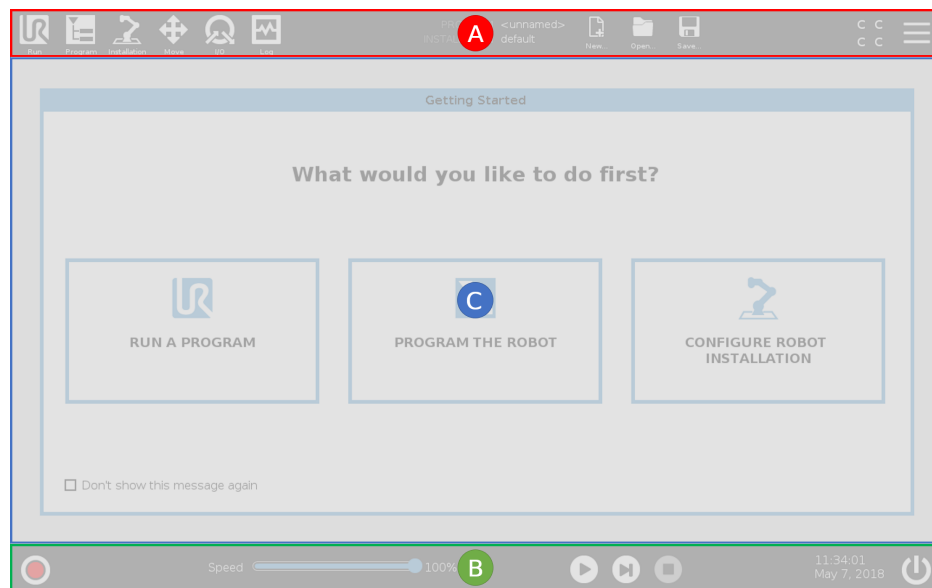 PR <unnamed> C C
INSTA default C C
A
Run Program Installation Move I/O Log New... Open... Save...
Getting Started
What would you like to do first?
C
RUN A PROGRAM
PROGRAM THE ROBOT
CONFIGURE ROBOT
INSTALLATION
Don't show this message again
Speed 100%
B
11:34:01
May 7, 2018